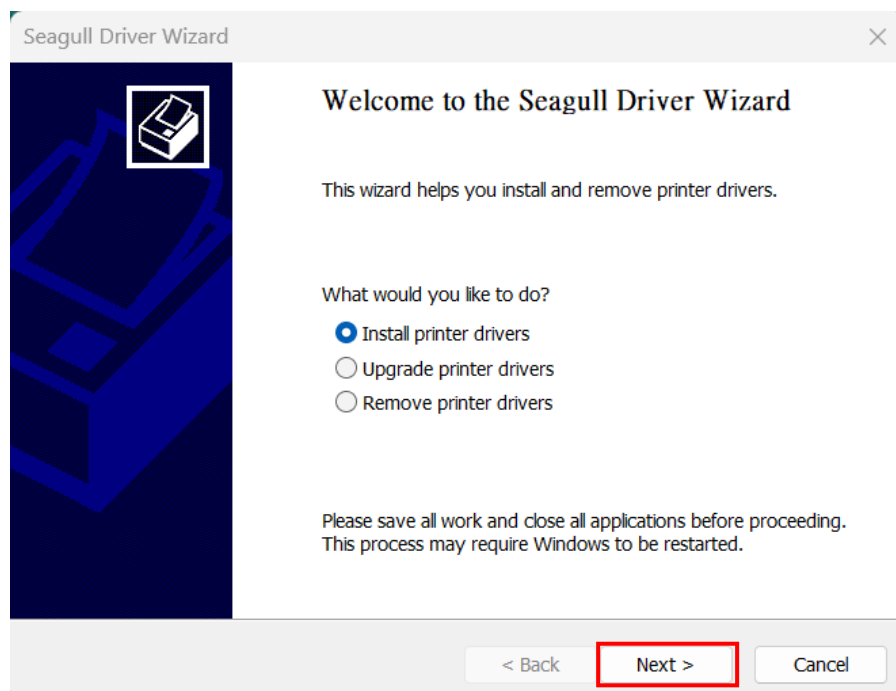 Seagull Driver Wizard
Welcome to the Seagull Driver Wizard
This wizard helps you install and remove printer drivers.
What would you like to do?
Install printer drivers
Upgrade printer drivers
Remove printer drivers
Please save all work and close all applications before proceeding.
This process may require Windows to be restarted.
< Back Next > Cancel